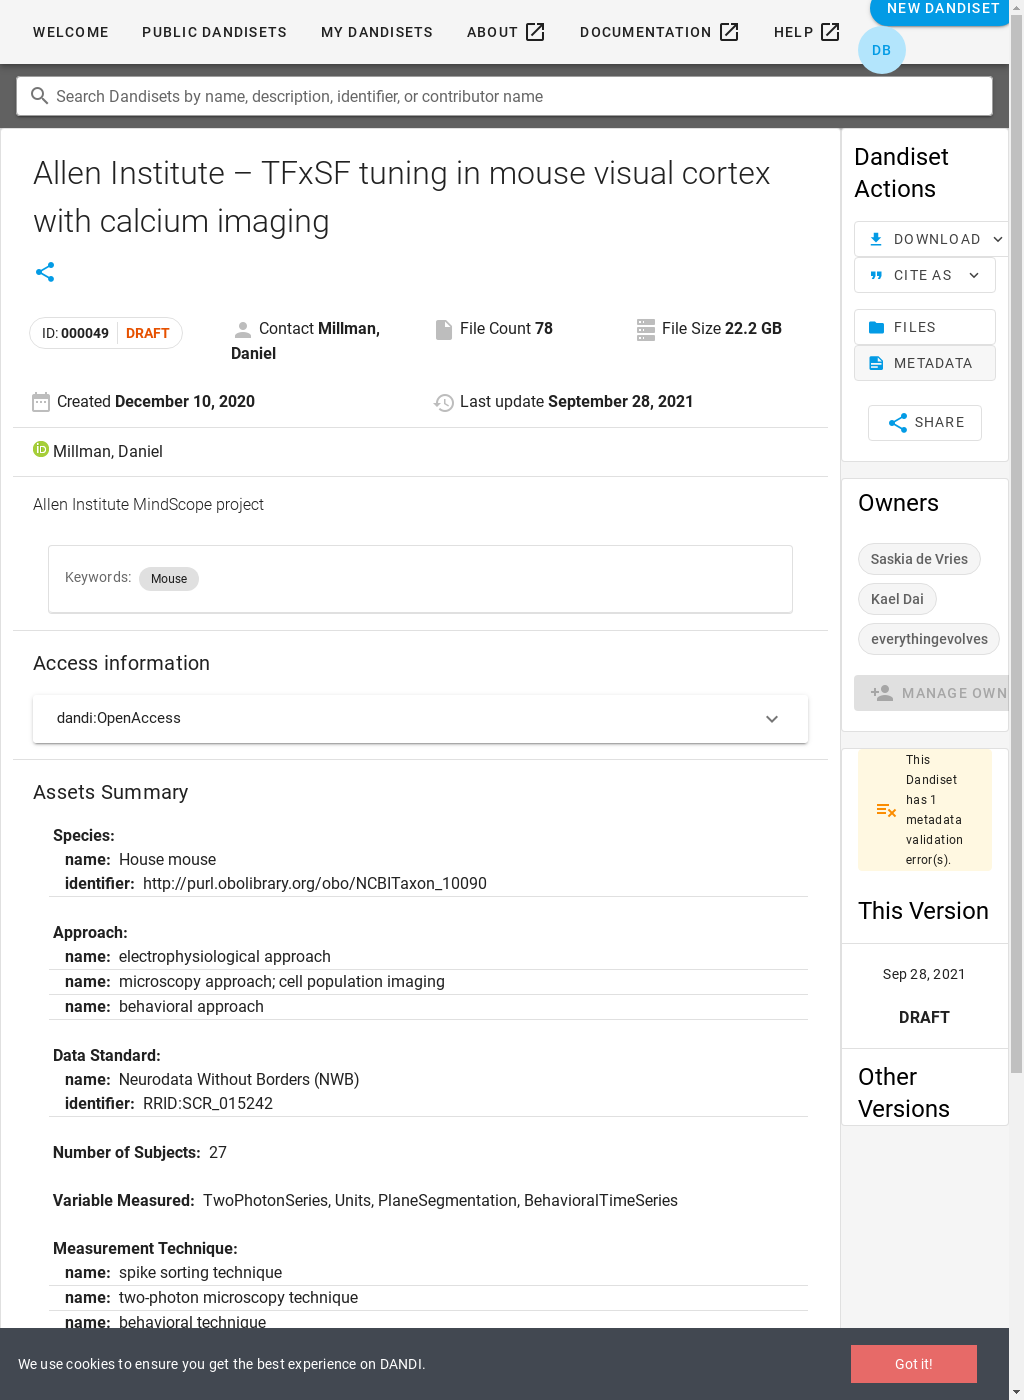 NEW DANDISET
WELCOME PUBLIC DANDISETS MY DANDISETS ABOUT DOCUMENTATION HELP
DB
Search Dandisets by name, description, identifier, or contributor name
Allen Institute – TFxSF tuning in mouse visual cortex
with calcium imaging
ID: 000049 DRAFT
Contact Millman,
Daniel
File Count 78
File Size 22.2 GB
Created December 10, 2020
Last update September 28, 2021
iD Millman, Daniel
Allen Institute MindScope project
Keywords: Mouse
Access information
dandi:OpenAccess
Assets Summary
Species:
name: House mouse
identifier: http://purl.obolibrary.org/obo/NCBITaxon_10090
Approach:
name: electrophysiological approach
name: microscopy approach; cell population imaging
name: behavioral approach
Data Standard:
name: Neurodata Without Borders (NWB)
identifier: RRID:SCR_015242
Number of Subjects: 27
Variable Measured: TwoPhotonSeries, Units, PlaneSegmentation, BehavioralTimeSeries
Measurement Technique:
name: spike sorting technique
name: two-photon microscopy technique
name: behavioral technique
Dandiset
Actions
DOWNLOAD
CITE AS
FILES
METADATA
SHARE
Owners
Saskia de Vries
Kael Dai
everythingevolves
MANAGE OWN
This
Dandiset
has 1
metadata
validation
error(s).
This Version
Sep 28, 2021
DRAFT
Other
Versions
We use cookies to ensure you get the best experience on DANDI.
Got it!